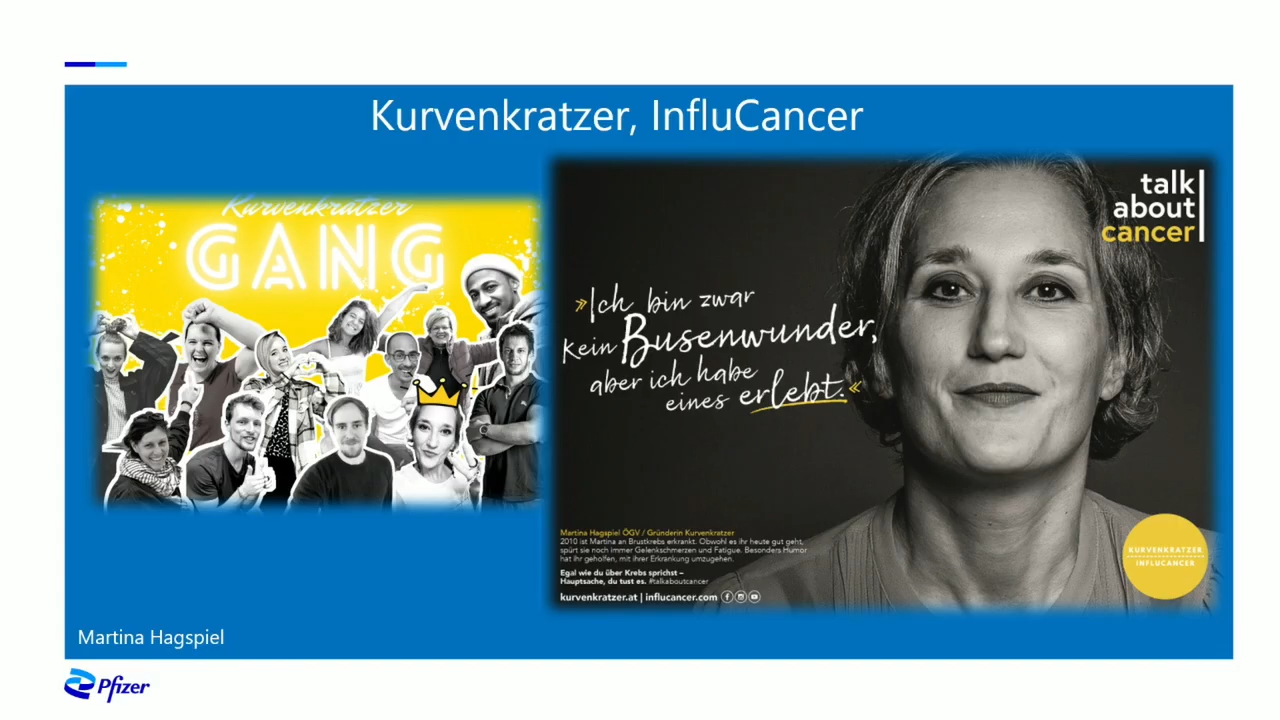 Kurvenkratzer, InfluCancer
Kurvenkratzer
GANG
talk
about
cancer
»Ich bin zwar
kein Busenwunder,
aber ich habe
eines erlebt.«
Martina Hagspiel ÖGV / Gründerin Kurvenkratzer
2010 ist Martina an Brustkrebs erkrankt. Obwohl es ihr heute gut geht,
spürt sie noch immer Gelenkschmerzen und Fatigue. Besonders Humor
hat ihr geholfen, mit ihrer Erkrankung umzugehen.
Egal wie du über Krebs sprichst –
Hauptsache, du tust es. #talkaboutcancer
kurvenkratzer.at | influcancer.com
KURVENKRATZER
INFLUCANCER
Martina Hagspiel
Pfizer